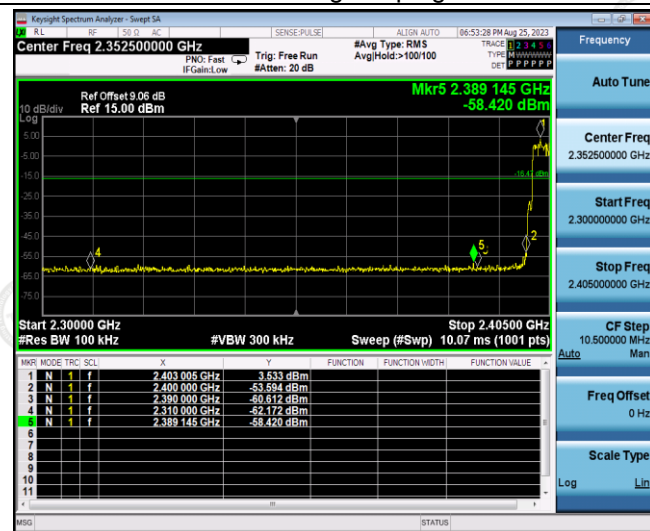 Keysight Spectrum Analyzer - Swept SA
RL RF 50 Ω AC SENSE:PULSE ALIGN AUTO 06:53:28 PM Aug 25, 2023
Center Freq 2.352500000 GHz
PNO: Fast
IFGain:Low
Trig: Free Run
#Atten: 20 dB
#Avg Type: RMS
Avg|Hold:>100/100
TRACE 1 2 3 4 5 6
TYPE M W W W W W
DET P P P P P P
Frequency
Mkr5 2.389 145 GHz
-58.420 dBm
Ref Offset 9.06 dB
Ref 15.00 dBm
10 dB/div
Log
5.00
-5.00
-15.0
-25.0
-35.0
-45.0
-55.0
-65.0
-75.0
-16.47 dBm
1
2
4
5
Start 2.30000 GHz
Stop 2.40500 GHz
#Res BW 100 kHz
#VBW 300 kHz
Sweep (#Swp) 10.07 ms (1001 pts)
MKR MODE TRC SCL X Y FUNCTION FUNCTION WIDTH FUNCTION VALUE
1 N 1 f 2.403 005 GHz 3.533 dBm
2 N 1 f 2.400 000 GHz -53.594 dBm
3 N 1 f 2.390 000 GHz -60.612 dBm
4 N 1 f 2.310 000 GHz -62.172 dBm
5 N 1 f 2.389 145 GHz -58.420 dBm
6
7
8
9
10
11
MSG
STATUS
Auto Tune
Center Freq
2.352500000 GHz
Start Freq
2.300000000 GHz
Stop Freq
2.405000000 GHz
CF Step
10.500000 MHz
Auto Man
Freq Offset
0 Hz
Scale Type
Log Lin